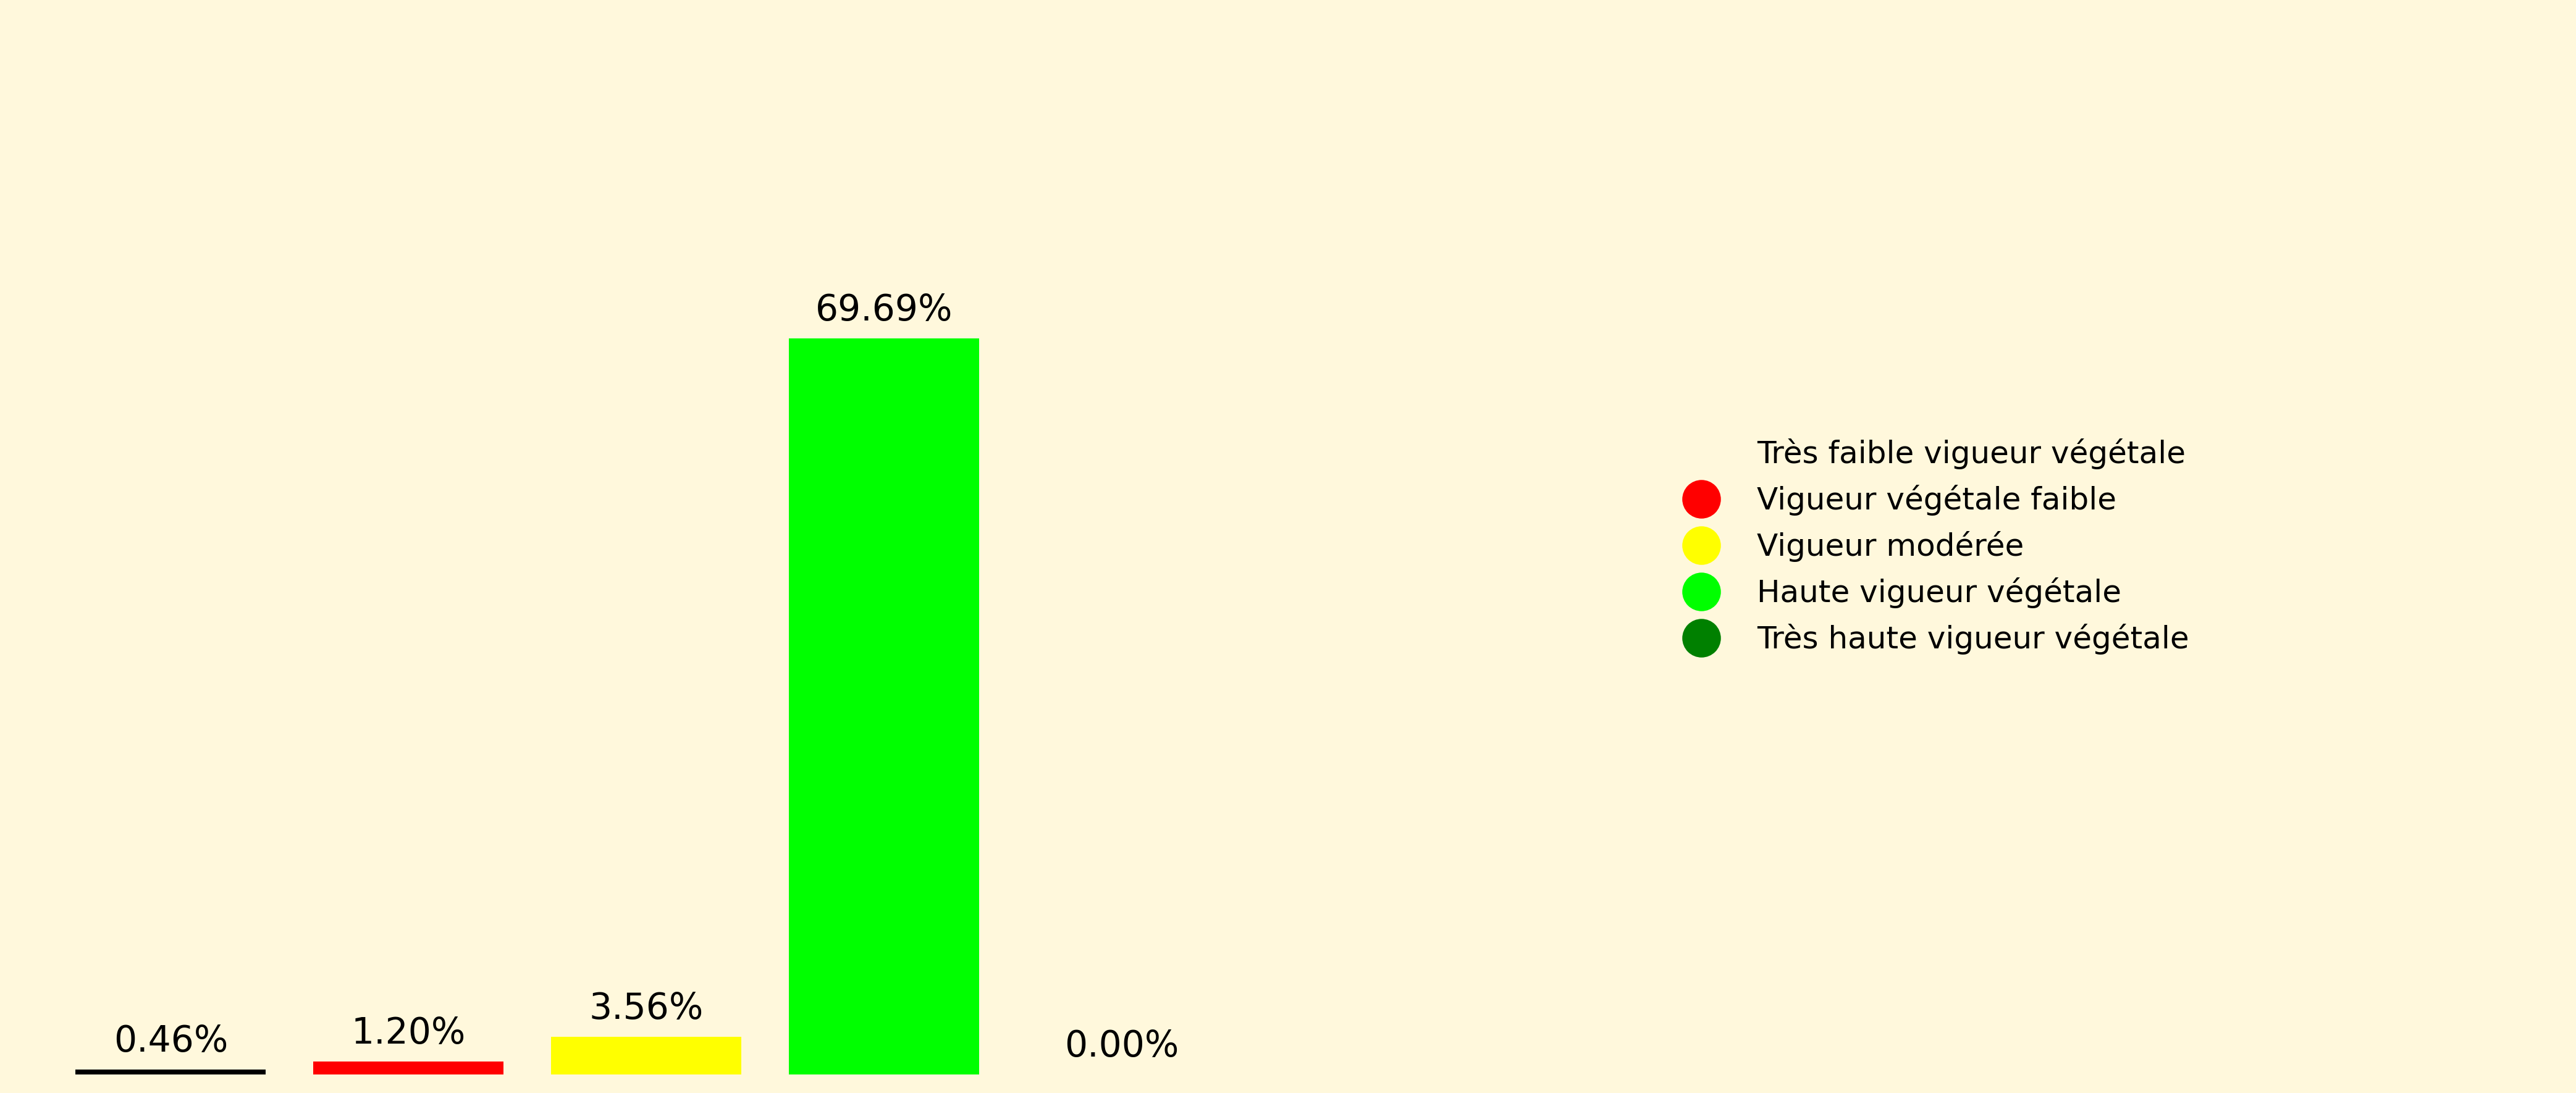 69.69%
3.56%
1.20%
0.46%
0.00%
Très faible vigueur végétale
Vigueur végétale faible
Vigueur modérée
Haute vigueur végétale
Très haute vigueur végétale